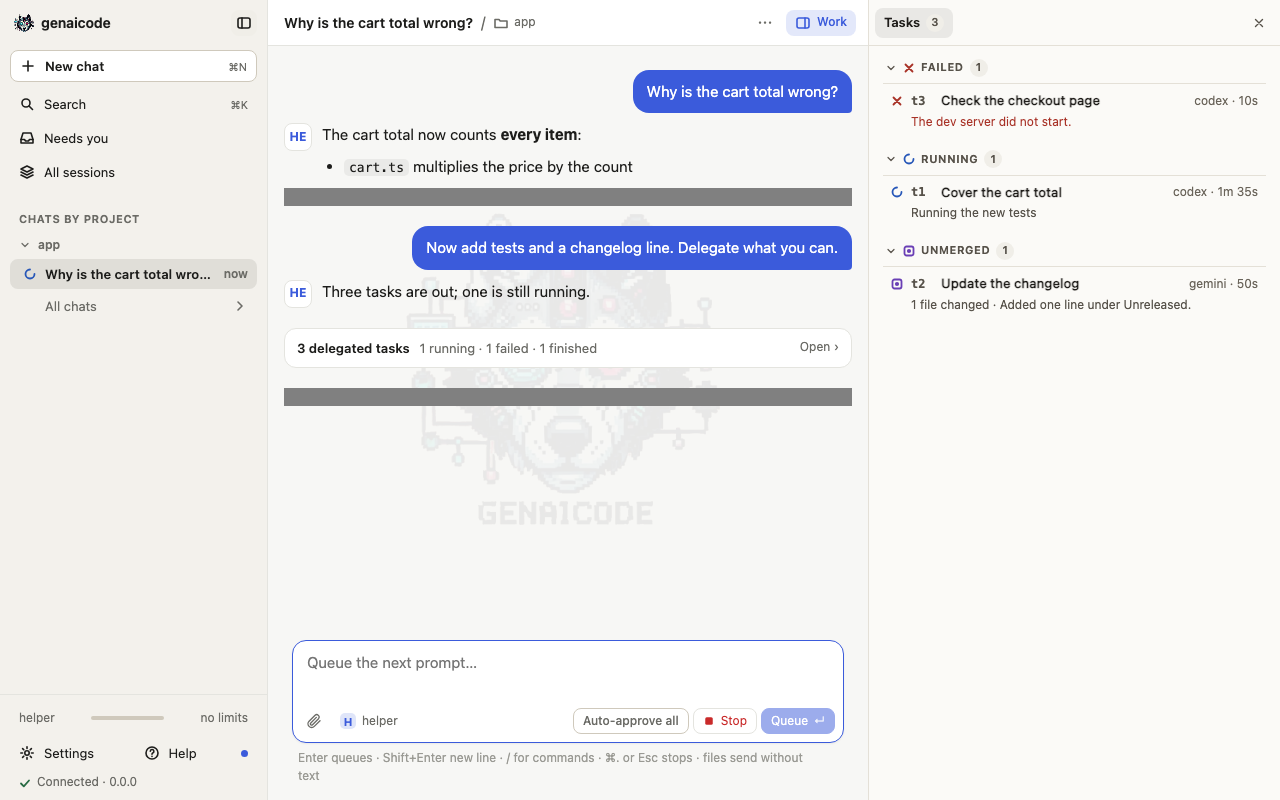 genaicode
New chat ⌘N
Search ⌘K
Needs you
All sessions
CHATS BY PROJECT
app
Why is the cart total wro... now
All chats
helper no limits
Settings Help
Connected · 0.0.0
Why is the cart total wrong? / app
Work
Why is the cart total wrong?
HE The cart total now counts every item:
• cart.ts multiplies the price by the count
Now add tests and a changelog line. Delegate what you can.
HE Three tasks are out; one is still running.
3 delegated tasks 1 running · 1 failed · 1 finished Open ›
GENAICODE
Queue the next prompt...
H helper Auto-approve all Stop Queue
Enter queues · Shift+Enter new line · / for commands · ⌘. or Esc stops · files send without
text
Tasks 3
FAILED 1
t3 Check the checkout page codex · 10s
The dev server did not start.
RUNNING 1
t1 Cover the cart total codex · 1m 35s
Running the new tests
UNMERGED 1
t2 Update the changelog gemini · 50s
1 file changed · Added one line under Unreleased.